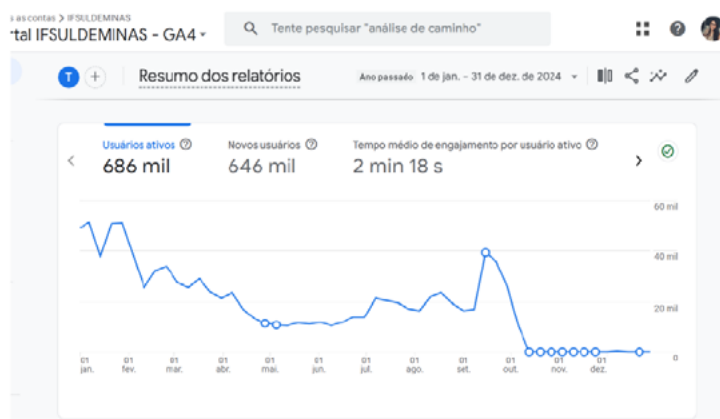 s as contas > IFSULDEMINAS
rtal IFSULDEMINAS - GA4
Tente pesquisar "análise de caminho"
T
Resumo dos relatórios
Ano passado 1 de jan. – 31 de dez. de 2024
Usuários ativos
686 mil
Novos usuários
646 mil
Tempo médio de engajamento por usuário ativo
2 min 18 s
60 mil
40 mil
20 mil
0
01 jan.
01 fev.
01 mar.
01 abr.
01 mai.
01 jun.
01 jul.
01 ago.
01 set.
01 out.
01 nov.
01 dez.